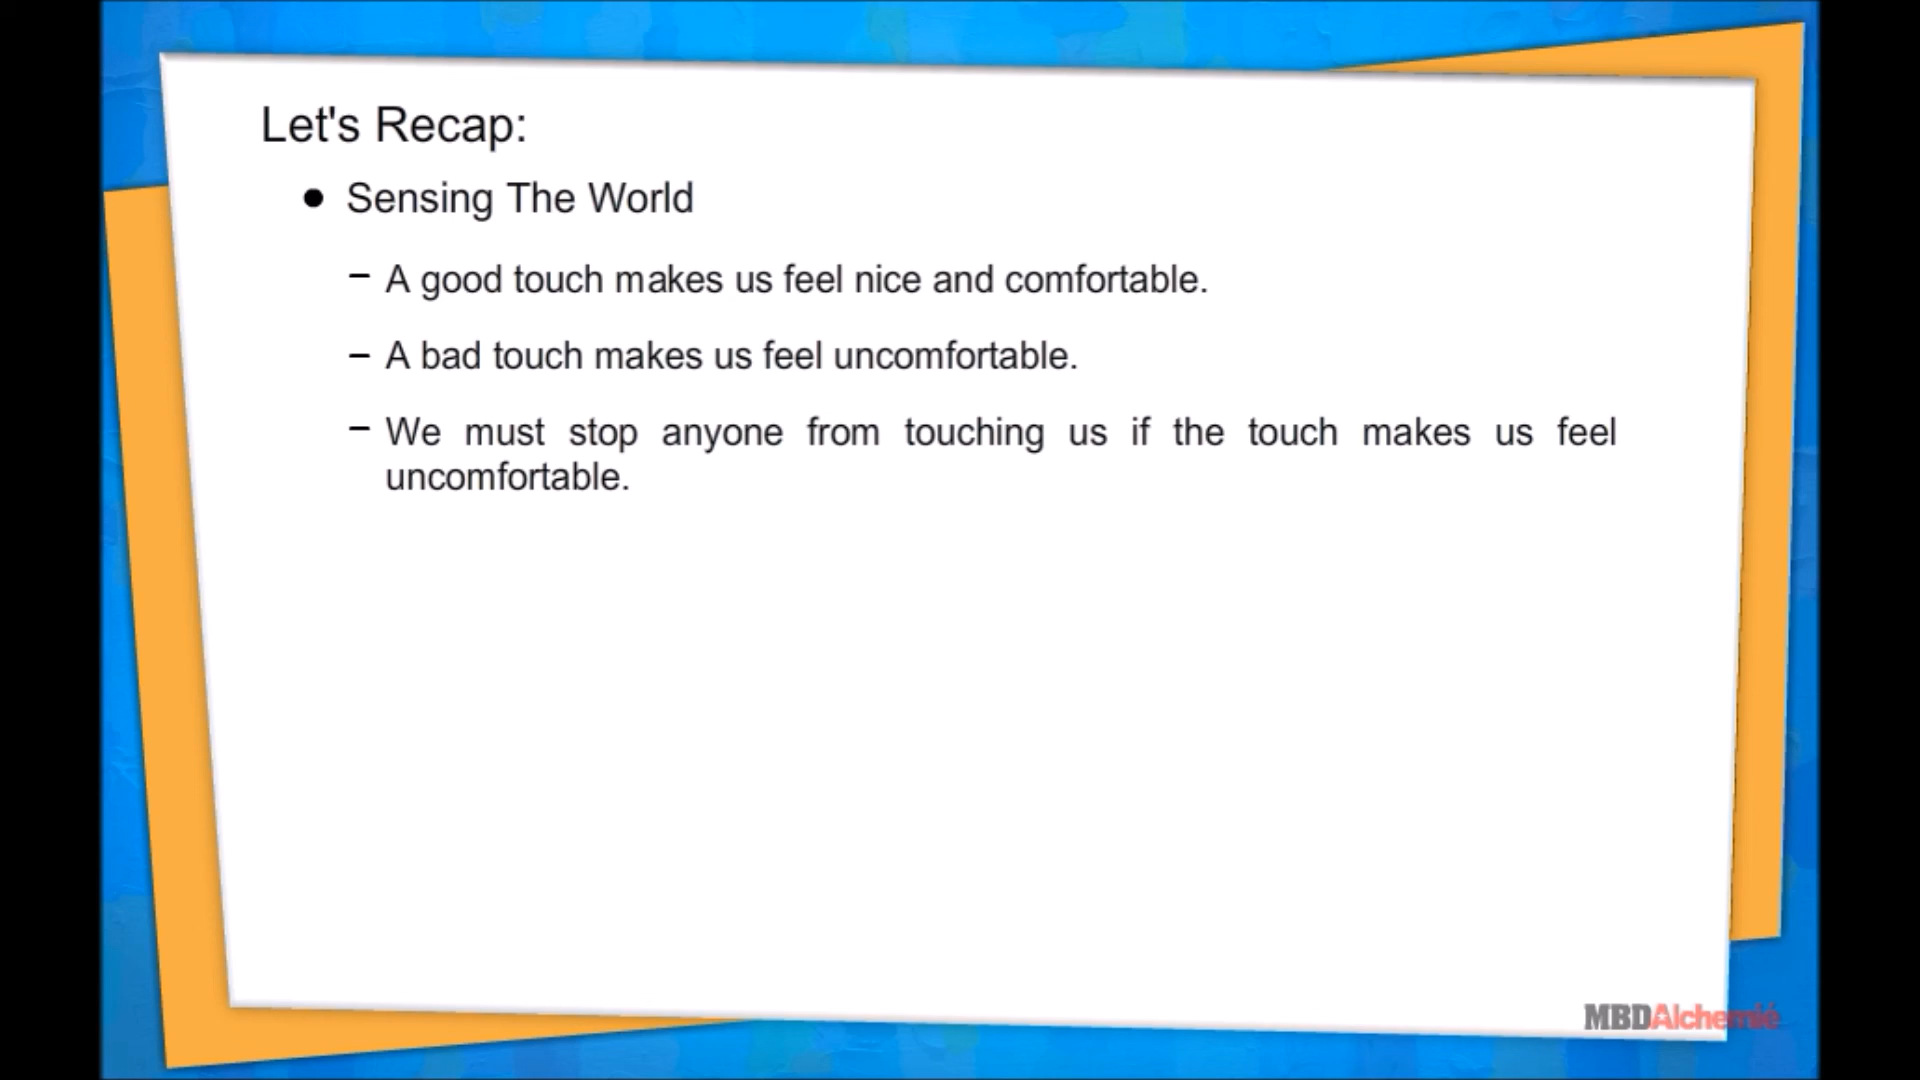 Let's Recap:
● Sensing The World
– A good touch makes us feel nice and comfortable.
– A bad touch makes us feel uncomfortable.
– We must stop anyone from touching us if the touch makes us feel
uncomfortable.
MBDAlchemié